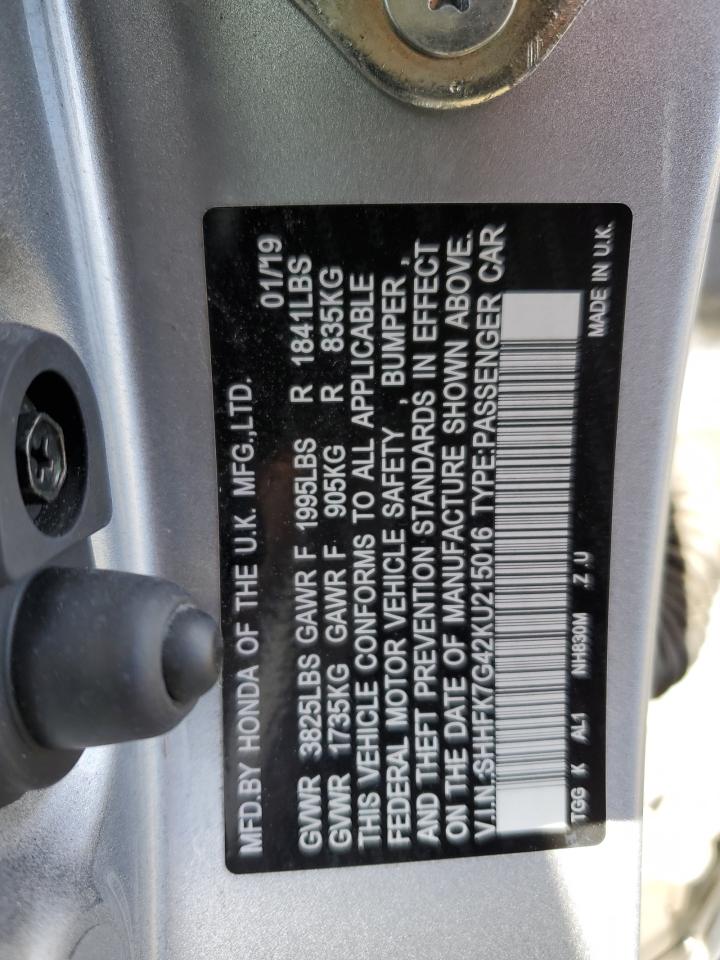 MFD.BY HONDA OF THE U.K. MFG.,LTD. 01/'19
GVWR 3825LBS GAWR F 1995LBS R 1841LBS
GVWR 1735KG GAWR F 905KG R 835KG
THIS VEHICLE CONFORMS TO ALL APPLICABLE
FEDERAL MOTOR VEHICLE SAFETY , BUMPER ,
AND THEFT PREVENTION STANDARDS IN EFFECT
ON THE DATE OF MANUFACTURE SHOWN ABOVE.
V.I.N.:SHHFK7G42KU215016 TYPE:PASSENGER CAR
TGG K AL1 NH830M .Z .U MADE IN U.K.